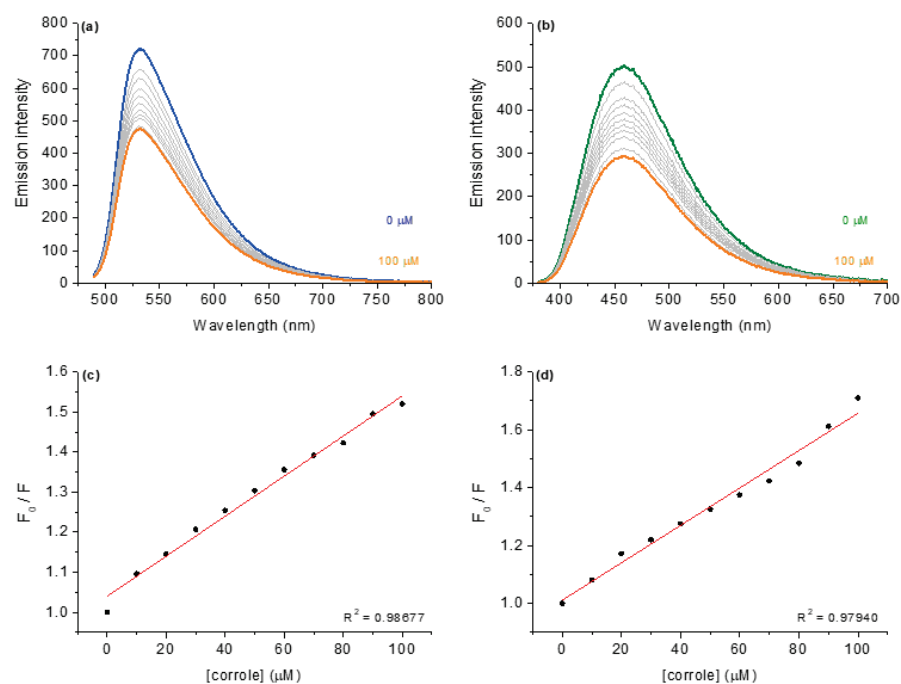 (a)
800
700
600
500
400
300
200
100
0
Emission intensity
0 µM
100 µM
500 550 600 650 700 750 800
Wavelength (nm)
(b)
600
500
400
300
200
100
0
Emission intensity
0 µM
100 µM
400 450 500 550 600 650 700
Wavelength (nm)
(c)
1.6
1.5
1.4
1.3
1.2
1.1
1.0
F₀ / F
R² = 0.98677
0 20 40 60 80 100
[corrole] (µM)
(d)
1.8
1.6
1.4
1.2
1.0
F₀ / F
R² = 0.97940
0 20 40 60 80 100
[corrole] (µM)